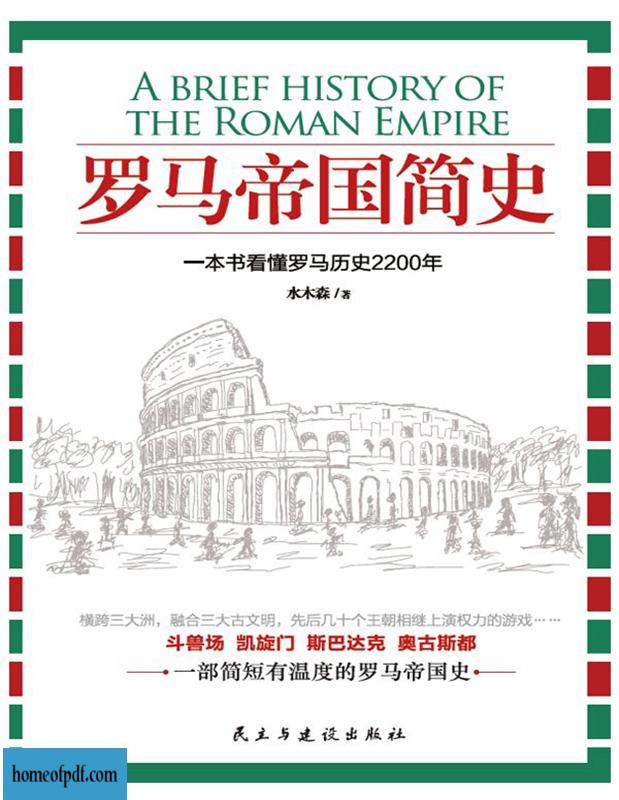 A BRIEF HISTORY OF
THE ROMAN EMPIRE
罗马帝国简史
一本书看懂罗马历史2200年
水木森/著
横跨三大洲，融合三大古文明，先后几十个王朝相继上演权力的游戏……
斗兽场 凯旋门 斯巴达克 奥古斯都
一部简短有温度的罗马帝国史
民主与建设出版社
homeofpdf.com